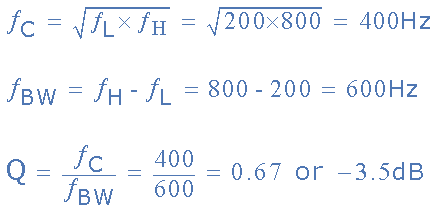 fC = √fL×fH = √200×800 = 400Hz
fBW = fH - fL = 800 - 200 = 600Hz
Q = fC/fBW = 400/600 = 0.67 or −3.5dB